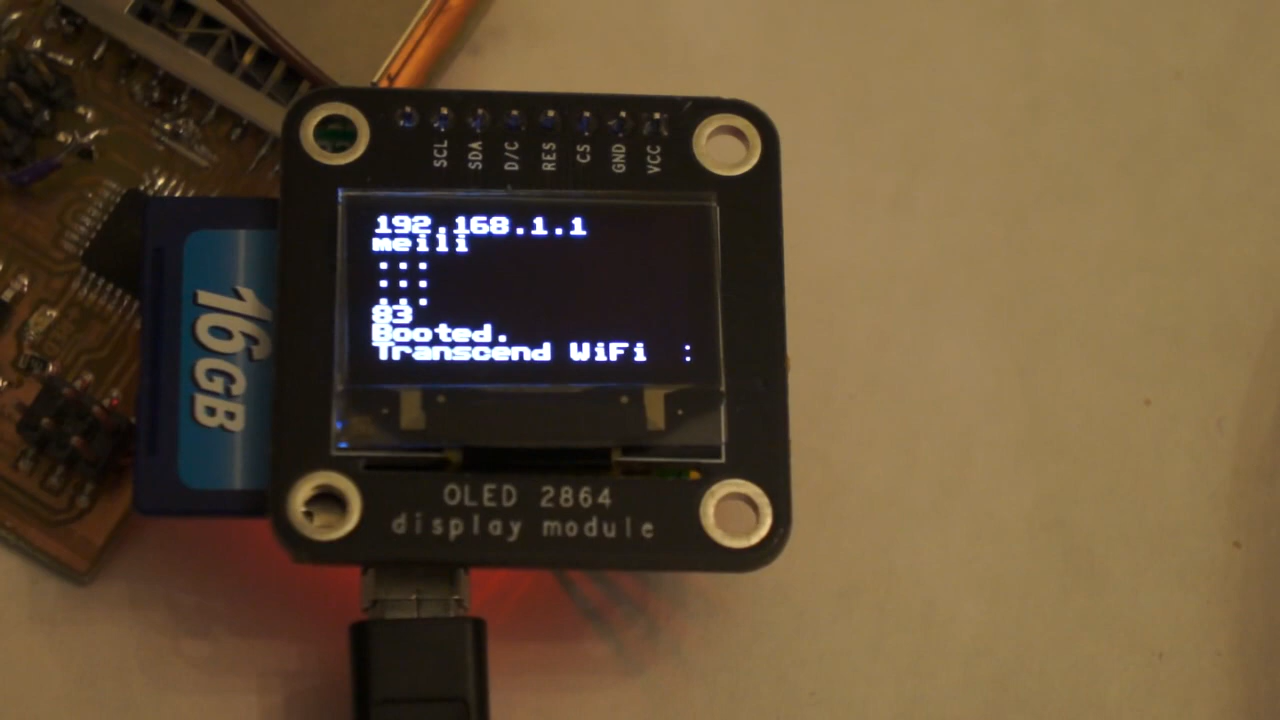 SCL SDA D/C RES CS GND VCC
192.168.1.1
meili
...
...
...
83
Booted.
Transcend WiFi :
16GB
OLED 2864
display module